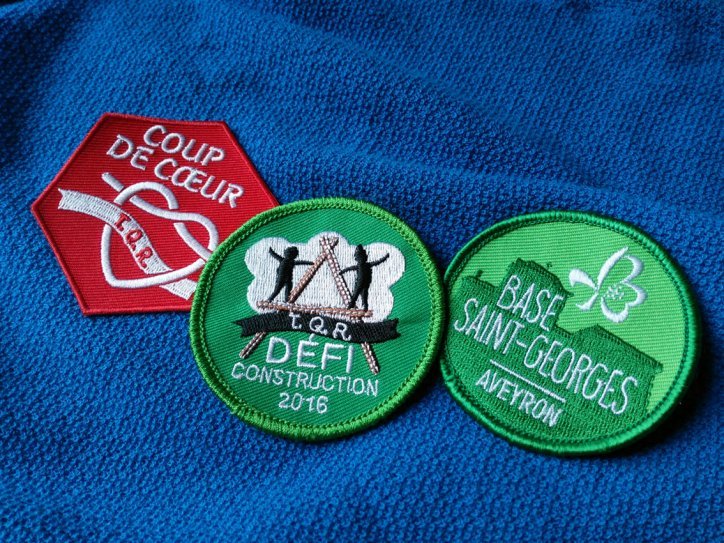 COUP
DE CŒUR
T.Q.R.
T.Q.R
DÉFI
CONSTRUCTION
2016
BASE
SAINT-GEORGES
AVEYRON